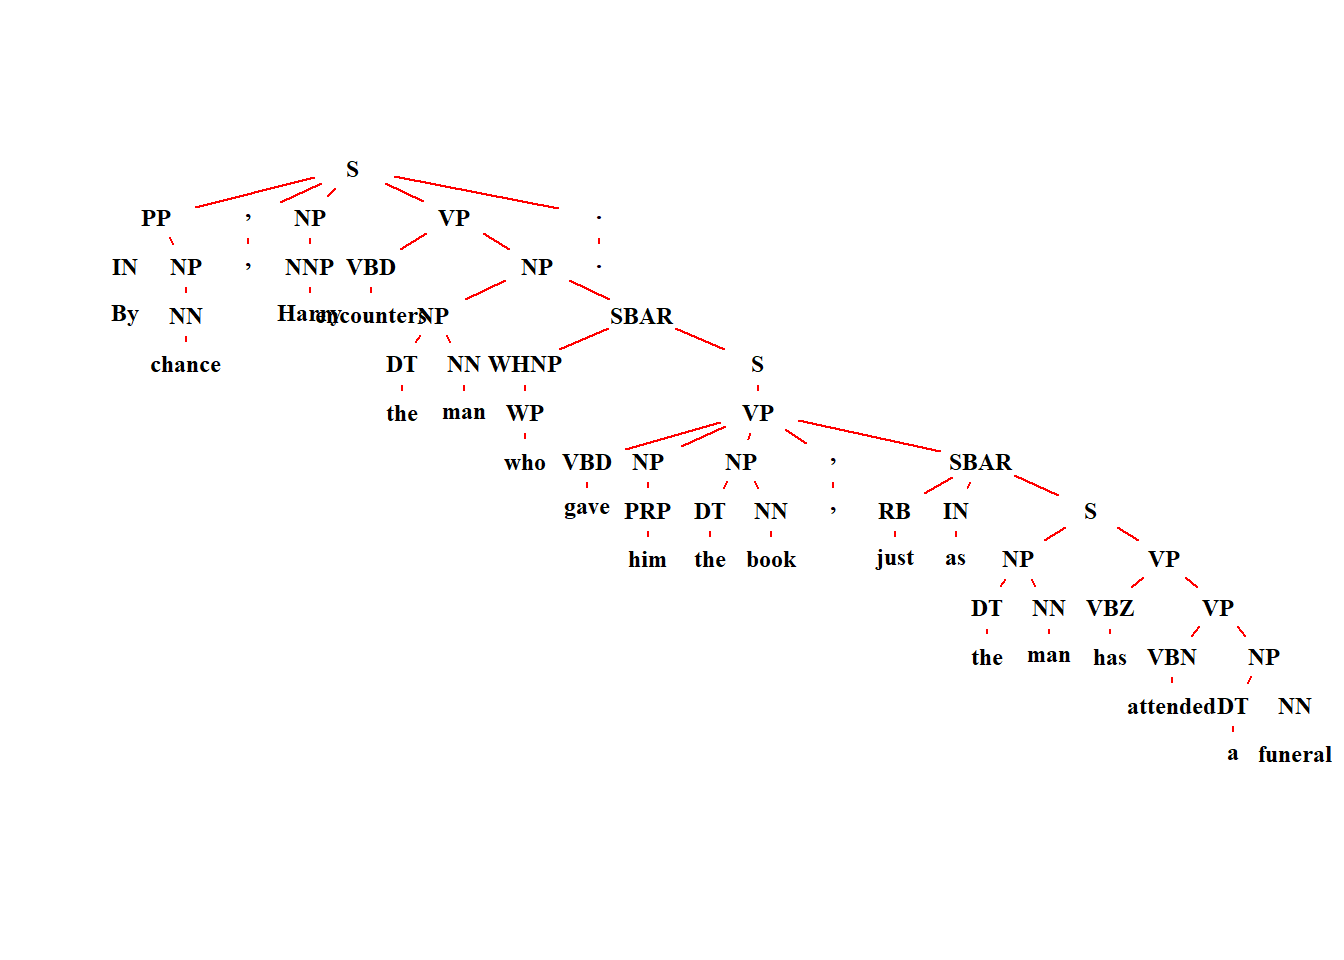 S
PP , NP VP .
IN NP , NNP VBD NP .
By NN Harry encounters NP SBAR
chance DT NN WHNP S
the man WP VP
who VBD NP NP , SBAR
gave PRP DT NN , RB IN S
him the book just as NP VP
DT NN VBZ VP
the man has VBN NP
attended DT NN
a funeral